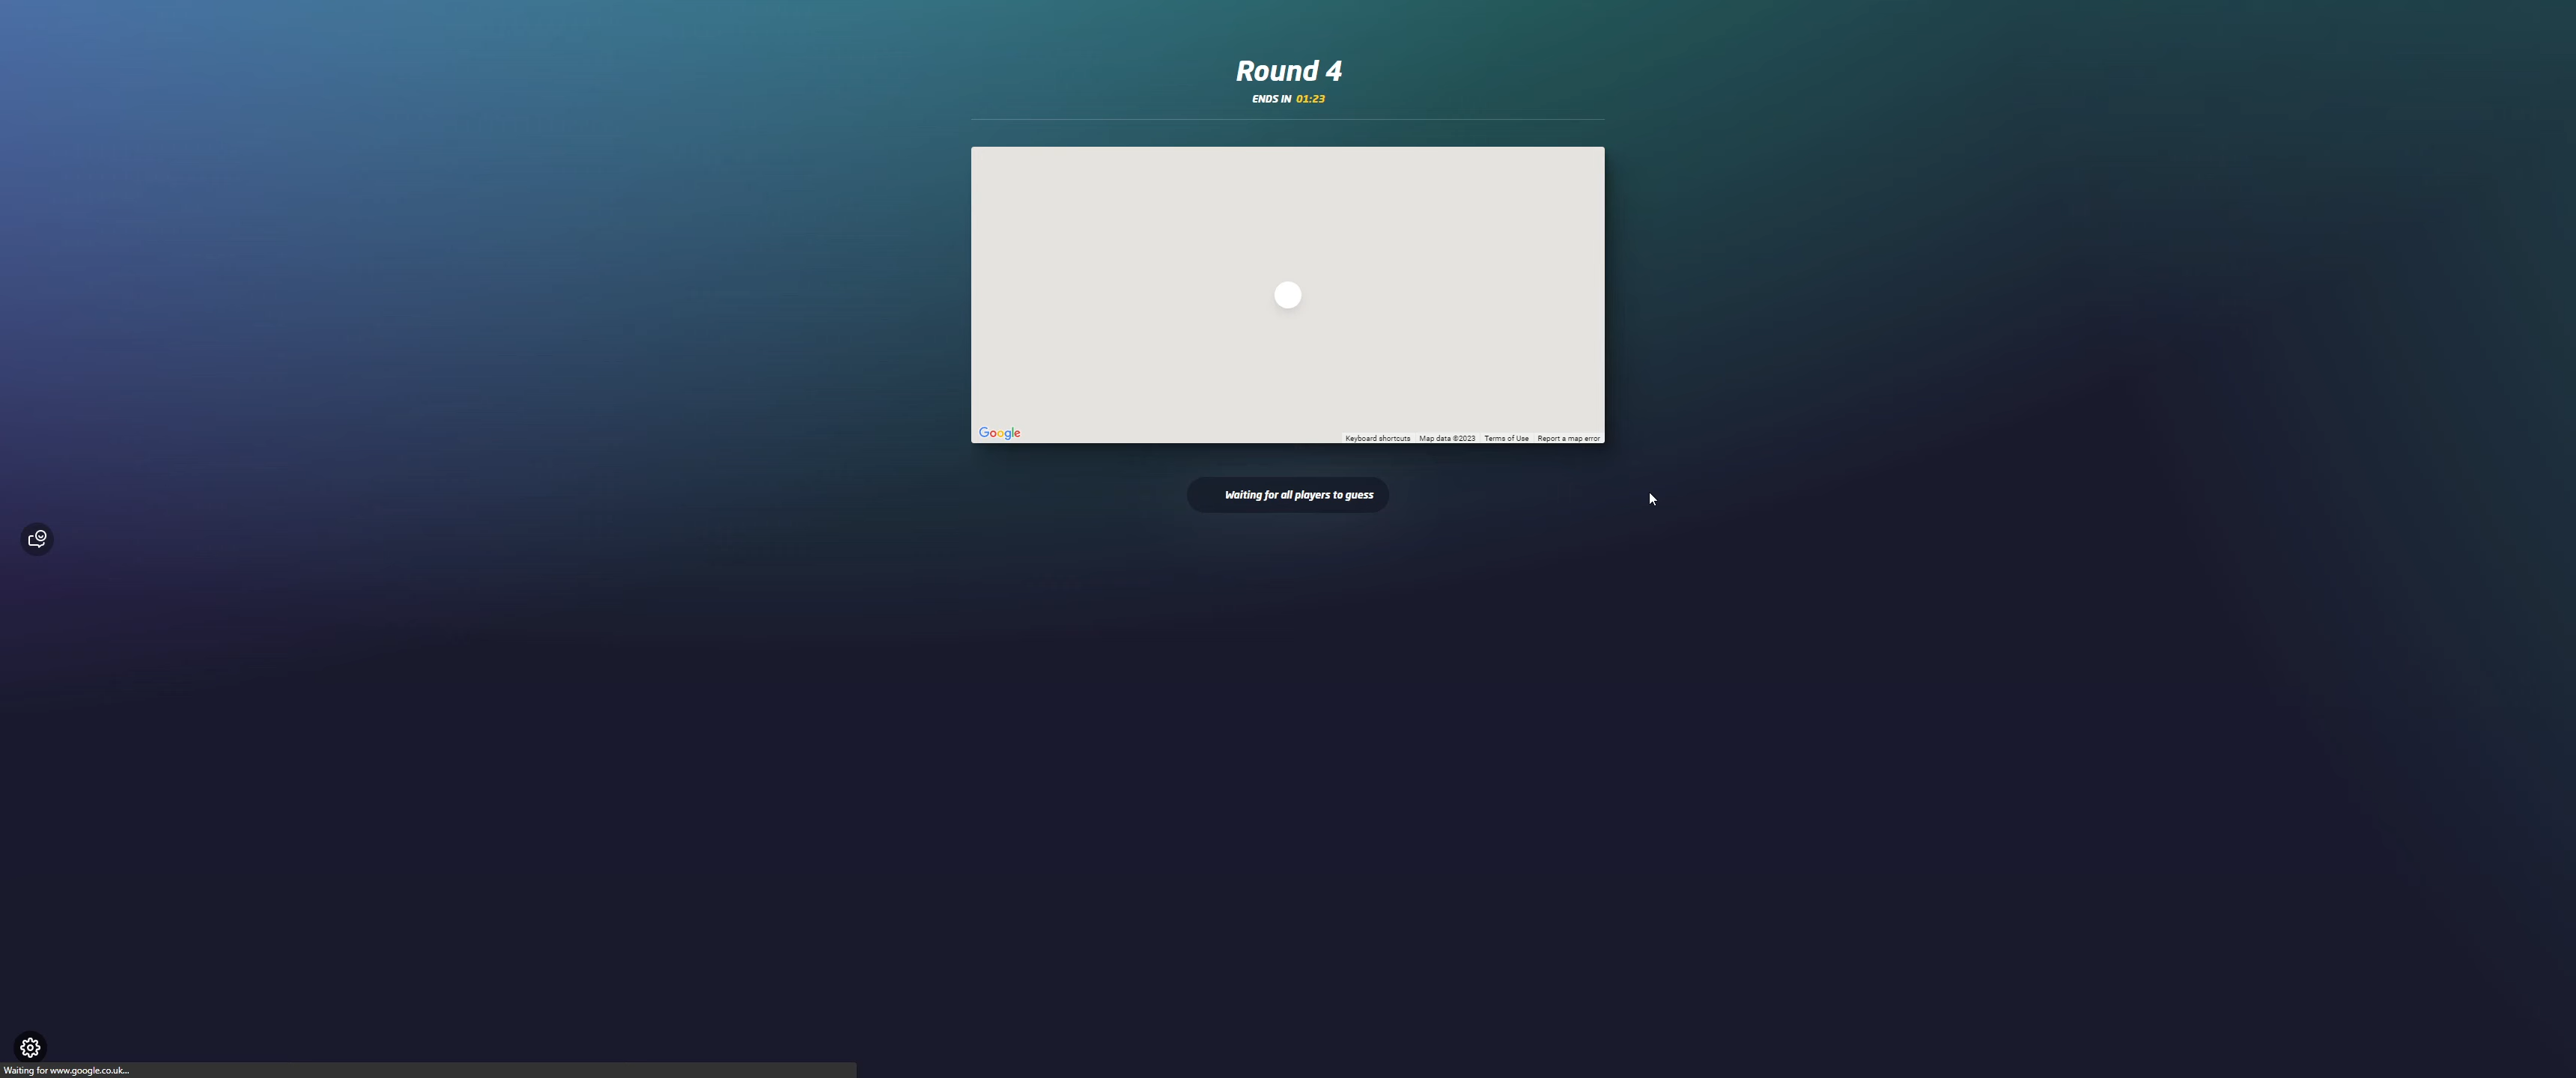 Round 4
ENDS IN 01:23
Google
Keyboard shortcuts Map data ©2023 Terms of Use Report a map error
Waiting for all players to guess
Waiting for www.google.co.uk...